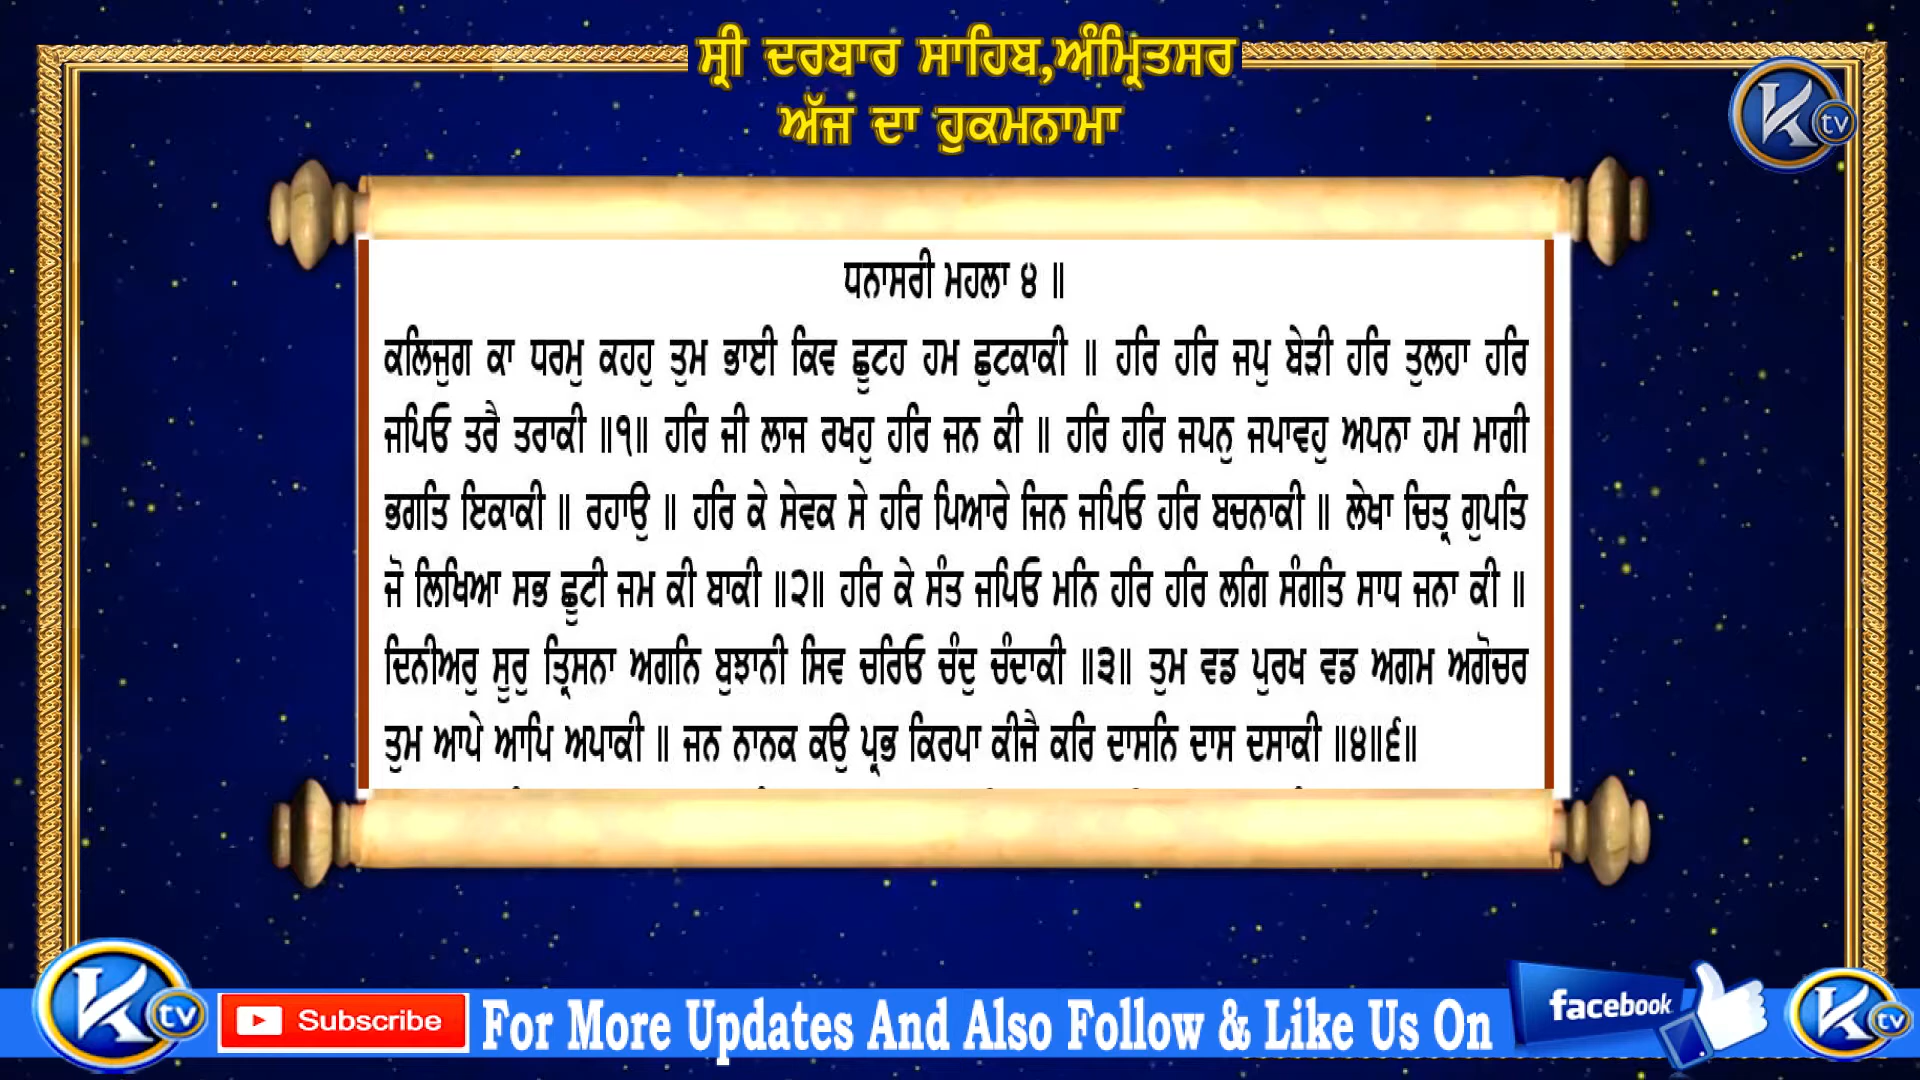 ਸ੍ਰੀ ਦਰਬਾਰ ਸਾਹਿਬ,ਅੰਮ੍ਰਿਤਸਰ
ਅੱਜ ਦਾ ਹੁਕਮਨਾਮਾ
K tv
ਧਨਾਸਰੀ ਮਹਲਾ ੪ ॥
ਕਲਿਜੁਗ ਕਾ ਧਰਮੁ ਕਹਹੁ ਤੁਮ ਭਾਈ ਕਿਵ ਛੂਟਹ ਹਮ ਛੁਟਕਾਕੀ ॥ ਹਰਿ ਹਰਿ ਜਪੁ ਬੇੜੀ ਹਰਿ ਤੁਲਹਾ ਹਰਿ
ਜਪਿਓ ਤਰੈ ਤਰਾਕੀ ॥੧॥ ਹਰਿ ਜੀ ਲਾਜ ਰਖਹੁ ਹਰਿ ਜਨ ਕੀ ॥ ਹਰਿ ਹਰਿ ਜਪਨੁ ਜਪਾਵਹੁ ਅਪਨਾ ਹਮ ਮਾਗੀ
ਭਗਤਿ ਇਕਾਕੀ ॥ ਰਹਾਉ ॥ ਹਰਿ ਕੇ ਸੇਵਕ ਸੇ ਹਰਿ ਪਿਆਰੇ ਜਿਨ ਜਪਿਓ ਹਰਿ ਬਚਨਾਕੀ ॥ ਲੇਖਾ ਚਿਤ੍ਰ ਗੁਪਤਿ
ਜੋ ਲਿਖਿਆ ਸਭ ਛੂਟੀ ਜਮ ਕੀ ਬਾਕੀ ॥੨॥ ਹਰਿ ਕੇ ਸੰਤ ਜਪਿਓ ਮਨਿ ਹਰਿ ਹਰਿ ਲਗਿ ਸੰਗਤਿ ਸਾਧ ਜਨਾ ਕੀ ॥
ਦਿਨੀਅਰੁ ਸੂਰੁ ਤ੍ਰਿਸਨਾ ਅਗਨਿ ਬੁਝਾਨੀ ਸਿਵ ਚਰਿਓ ਚੰਦੁ ਚੰਦਾਕੀ ॥੩॥ ਤੁਮ ਵਡ ਪੁਰਖ ਵਡ ਅਗਮ ਅਗੋਚਰ
ਤੁਮ ਆਪੇ ਆਪਿ ਅਪਾਕੀ ॥ ਜਨ ਨਾਨਕ ਕਉ ਪ੍ਰਭ ਕਿਰਪਾ ਕੀਜੈ ਕਰਿ ਦਾਸਨਿ ਦਾਸ ਦਸਾਕੀ ॥੪॥੬॥
K tv Subscribe For More Updates And Also Follow & Like Us On facebook K tv